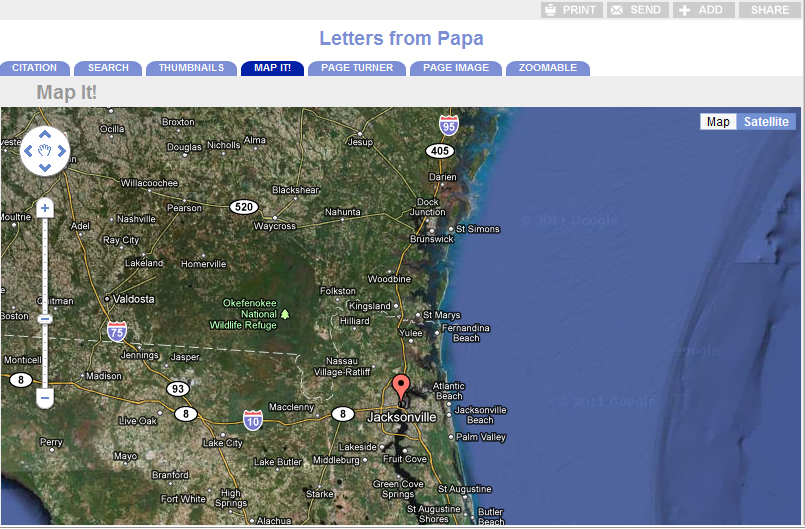 PRINT SEND ADD SHARE
Letters from Papa
CITATION SEARCH THUMBNAILS MAP IT! PAGE TURNER PAGE IMAGE ZOOMABLE
Map It!
Map Satellite
Broxton
Ocilla
Douglas
Nicholls
Alma
Jesup
95
405
Darien
Willacoochee
Pearson
520
Blackshear
Dock
Junction
Moultrie
Nashville
Adel
Waycross
Nahunta
St Simons
Brunswick
Ray City
Lakeland
Homerville
Woodbine
Valdosta
Quitman
Boston
Folkston
Okefenokee
National
Wildlife Refuge
Kingsland
Hilliard
St Marys
75
Yulee
Fernandina
Beach
Jennings
Jasper
Monticell
Nassau
Village-Ratliff
8
Madison
93
8
Atlantic
Beach
Macclenny
8
Jacksonville
Jacksonville
Beach
Live Oak
10
Palm Valley
Perry
Lake City
Lakeside
Mayo
Lake Butler
Middleburg
Fruit Cove
Branford
Green Cove
Springs
Fort White
High
Springs
Starke
St Augustine
St Augustine
Shores
Butler
Beach
Alachua
© 2011 Google
© 2011 Google